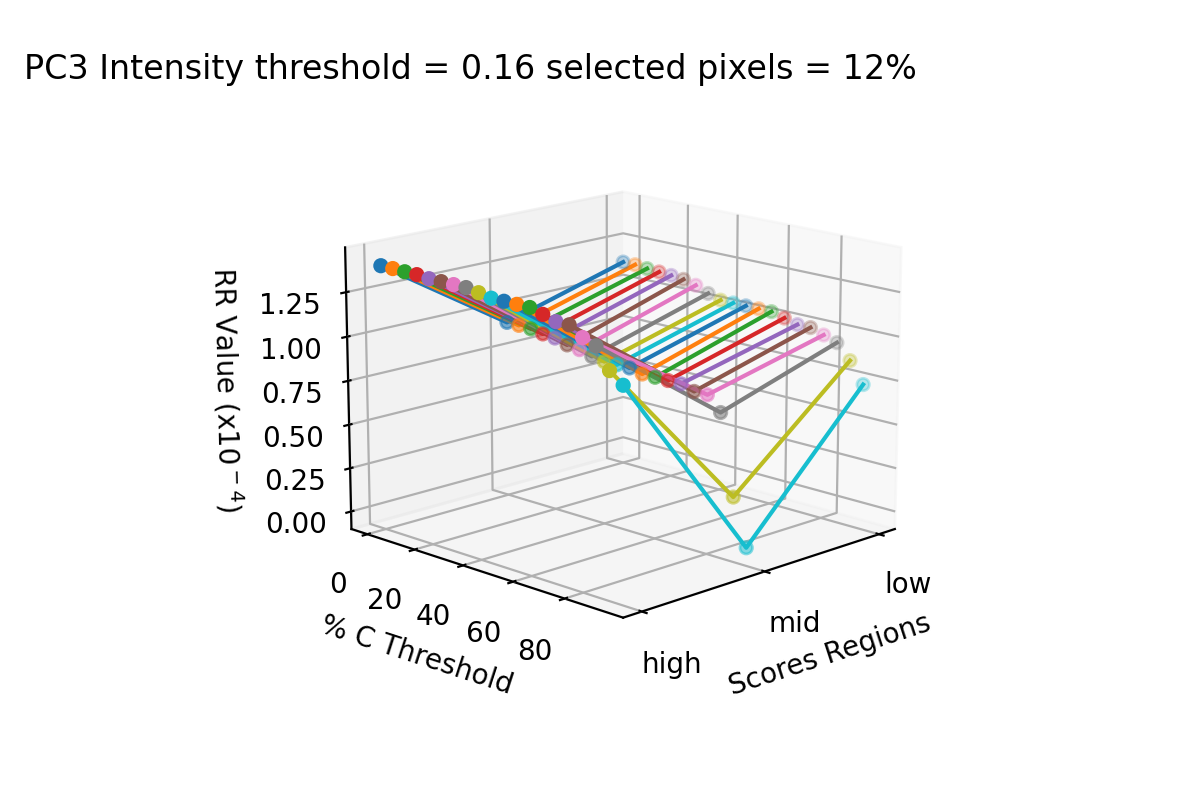 PC3 Intensity threshold = 0.16 selected pixels = 12%
RR Value (x10⁻⁴)
1.25
1.00
0.75
0.50
0.25
0.00
0
20
40
60
80
% C Threshold
high
mid
low
Scores Regions